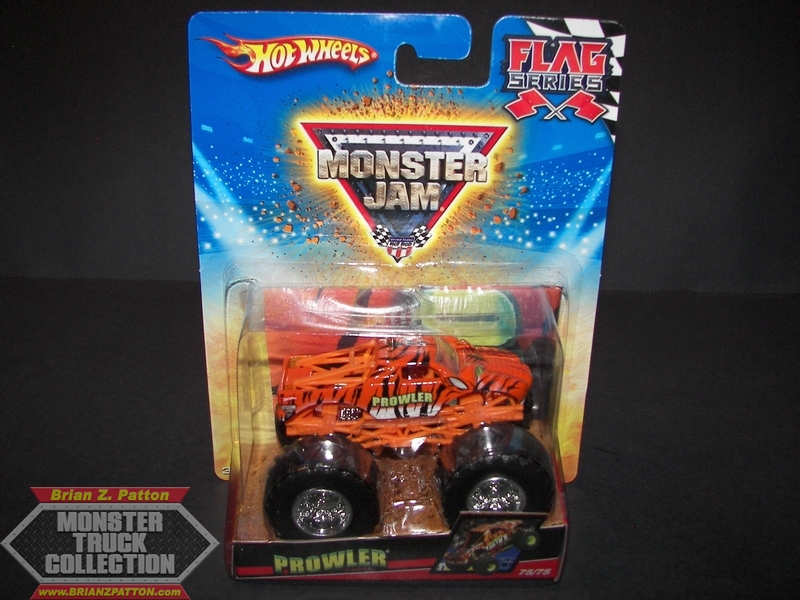 HOT WHEELS
FLAG
SERIES
MONSTER
JAM
PROWLER
PROWLER
75/75
Brian Z. Patton
MONSTER
TRUCK
COLLECTION
www.BRIANZPATTON.com